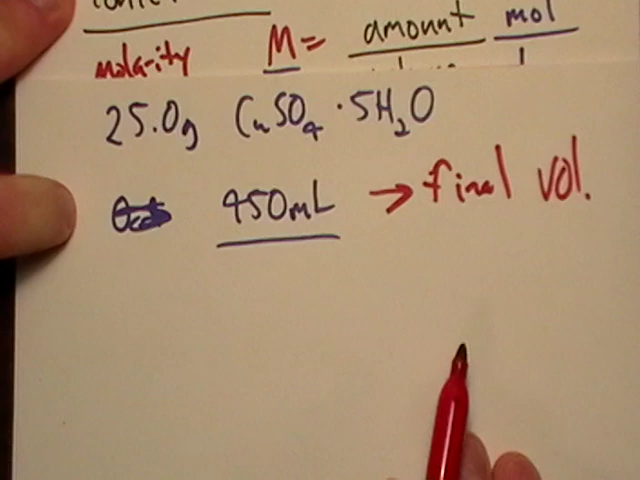 molarity M = amount mol
25.0g CuSO4 · 5H2O
450mL → final vol.